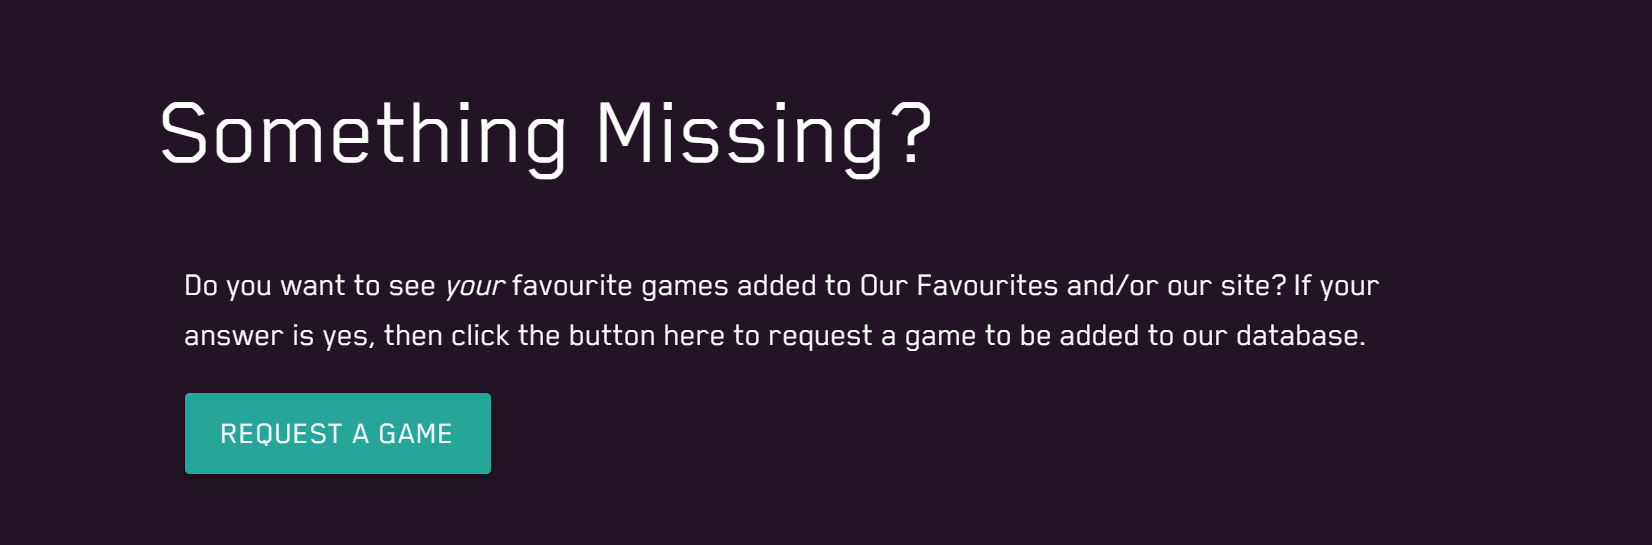 Something Missing?
Do you want to see your favourite games added to Our Favourites and/or our site? If your
answer is yes, then click the button here to request a game to be added to our database.
REQUEST A GAME